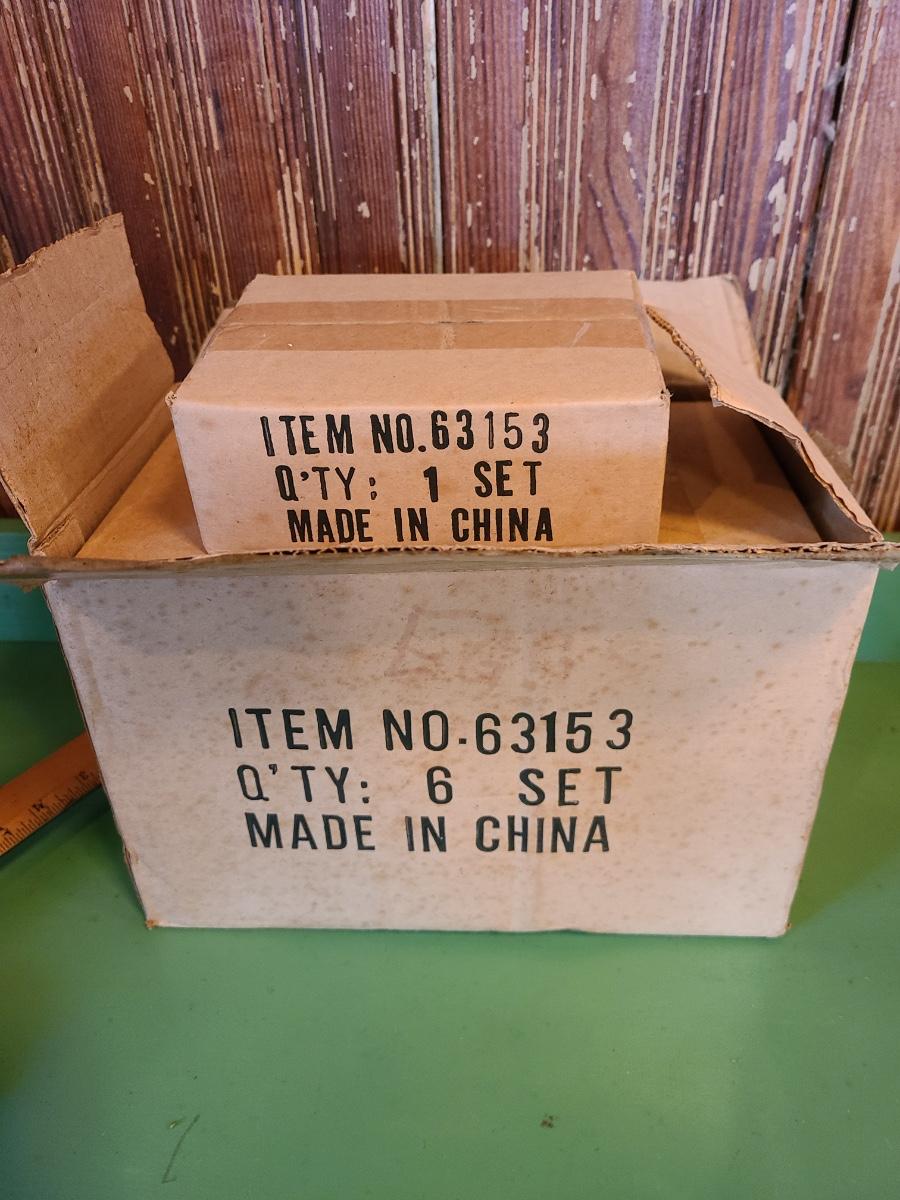 ITEM NO.63153
Q'TY: 1 SET
MADE IN CHINA
ITEM NO.63153
Q'TY: 6 SET
MADE IN CHINA